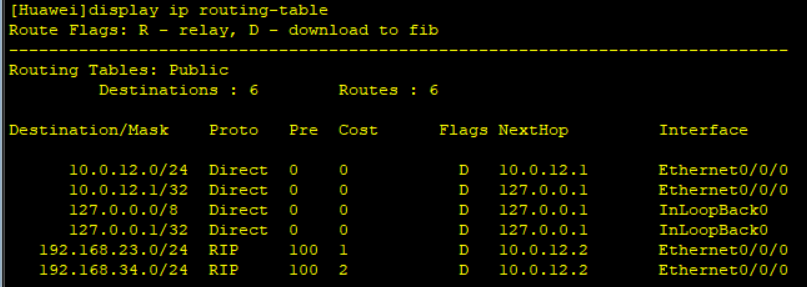 [Huawei]display ip routing-table
Route Flags: R - relay, D - download to fib
------------------------------------------------------------------------------
Routing Tables: Public
Destinations : 6 Routes : 6
Destination/Mask Proto Pre Cost Flags NextHop Interface
10.0.12.0/24 Direct 0 0 D 10.0.12.1 Ethernet0/0/0
10.0.12.1/32 Direct 0 0 D 127.0.0.1 Ethernet0/0/0
127.0.0.0/8 Direct 0 0 D 127.0.0.1 InLoopBack0
127.0.0.1/32 Direct 0 0 D 127.0.0.1 InLoopBack0
192.168.23.0/24 RIP 100 1 D 10.0.12.2 Ethernet0/0/0
192.168.34.0/24 RIP 100 2 D 10.0.12.2 Ethernet0/0/0